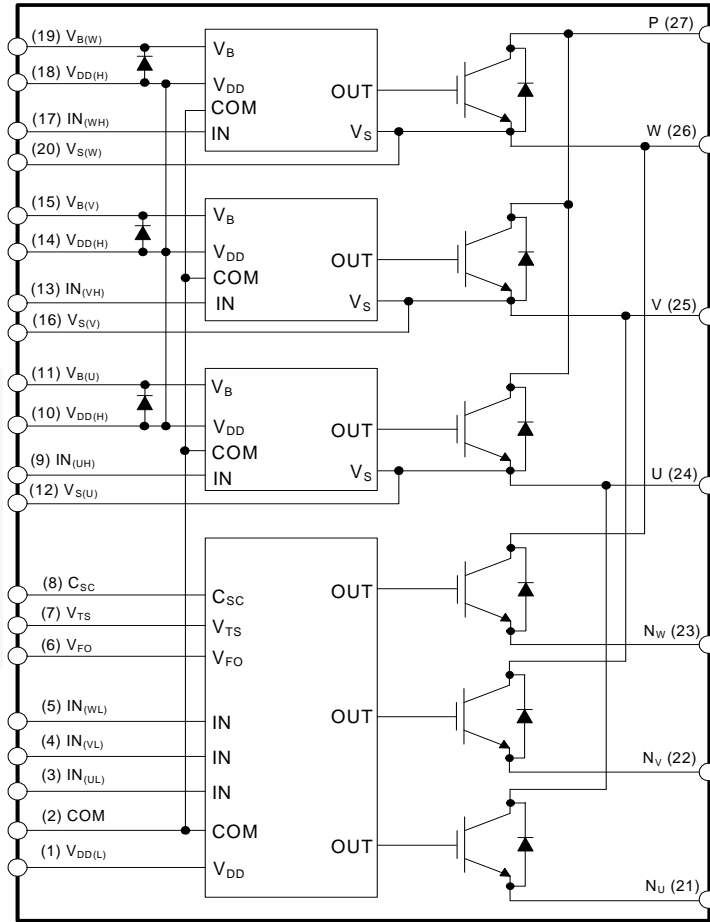 (19) VB(W)
(18) VDD(H)
(17) IN(WH)
(20) VS(W)
VB
VDD
COM
IN
OUT
VS
P (27)
W (26)
(15) VB(V)
(14) VDD(H)
(13) IN(VH)
(16) VS(V)
VB
VDD
COM
IN
OUT
VS
V (25)
(11) VB(U)
(10) VDD(H)
(9) IN(UH)
(12) VS(U)
VB
VDD
COM
IN
OUT
VS
U (24)
(8) CSC
(7) VTS
(6) VFO
(5) IN(WL)
(4) IN(VL)
(3) IN(UL)
(2) COM
(1) VDD(L)
CSC
VTS
VFO
IN
IN
IN
COM
VDD
OUT
OUT
OUT
NW (23)
NV (22)
NU (21)